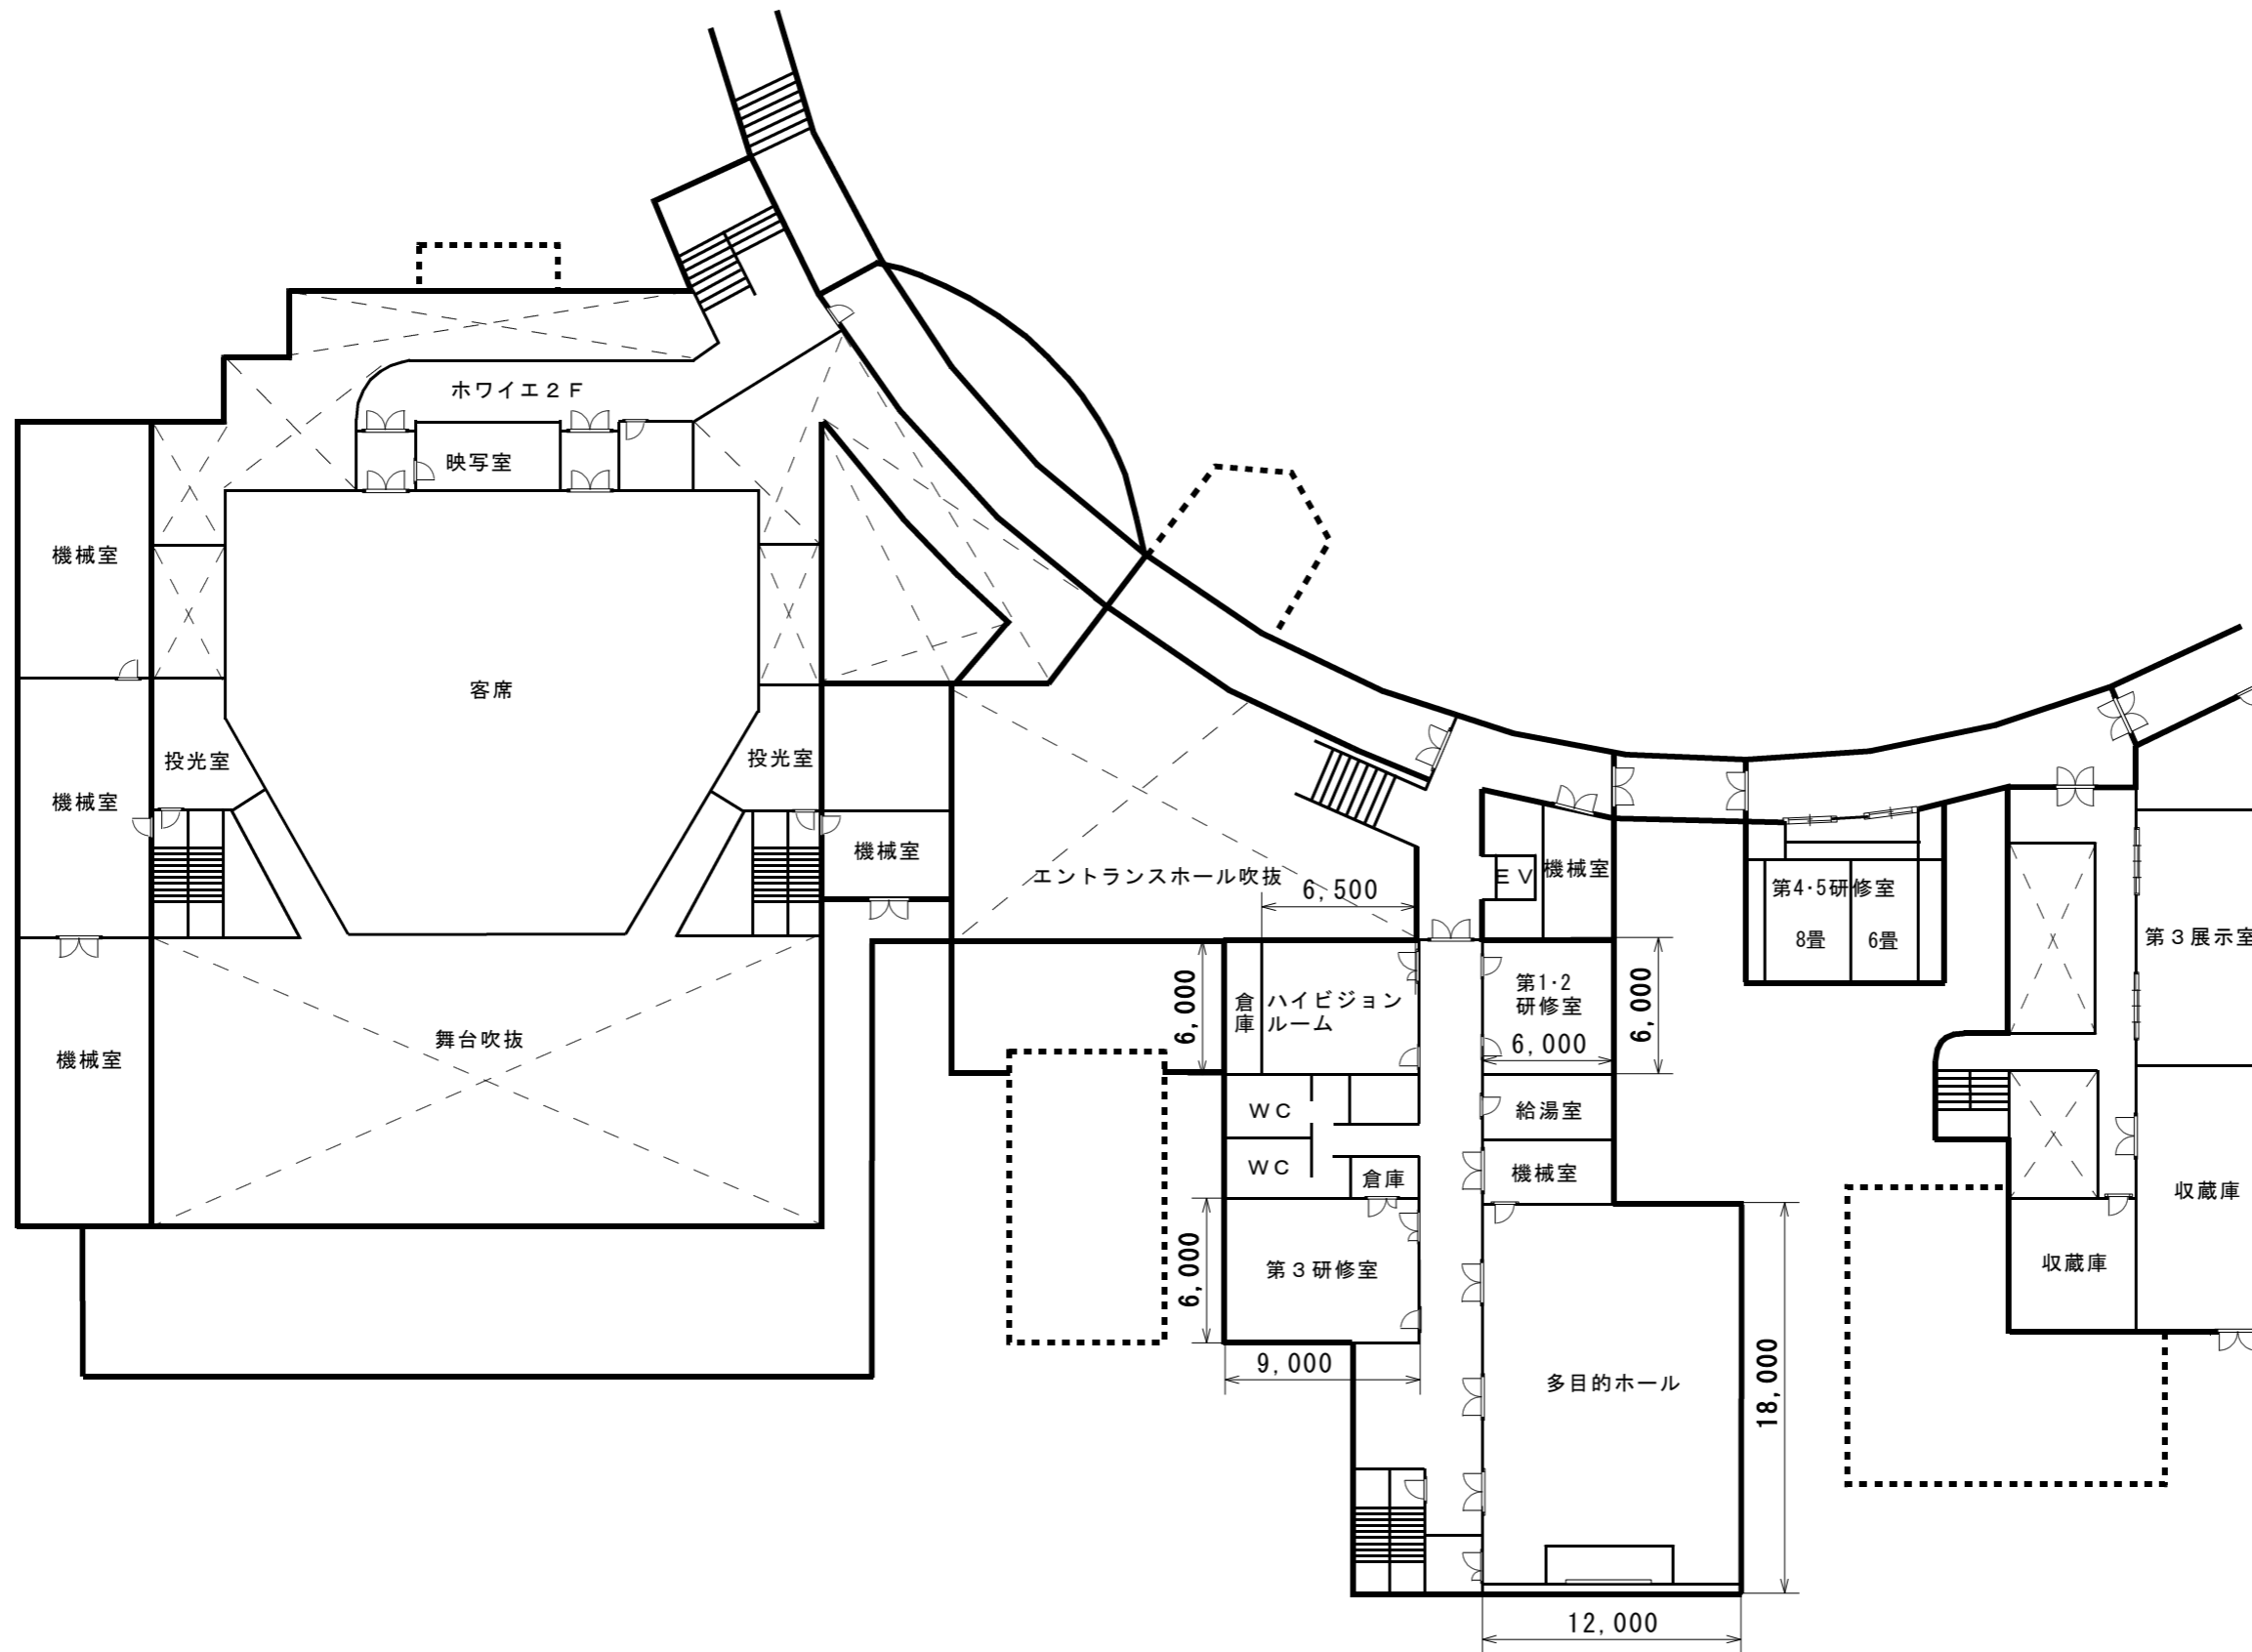 ホワイエ２Ｆ
映写室
機械室
客席
投光室
投光室
機械室
機械室
エントランスホール吹抜
6,500
ＥＶ
機械室
第4･5研修室
8畳
6畳
第３展示室
6,000
倉庫
ハイビジョン
ルーム
第1･2
研修室
6,000
6,000
舞台吹抜
機械室
ＷＣ
給湯室
ＷＣ
倉庫
機械室
収蔵庫
6,000
第３研修室
収蔵庫
9,000
多目的ホール
18,000
12,000